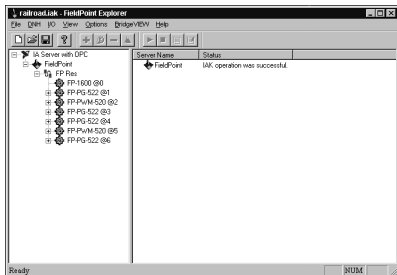 railroad.iak - FieldPoint Explorer
File DNH I/O View Options BridgeVIEW Help
IA Server with OPC
FieldPoint
FP Res
FP-1600 @0
FP-PG-522 @1
FP-PWM-520 @2
FP-PG-522 @3
FP-PG-522 @4
FP-PWM-520 @5
FP-PG-522 @6
Server Name Status
FieldPoint IAK operation was successful.
Ready NUM